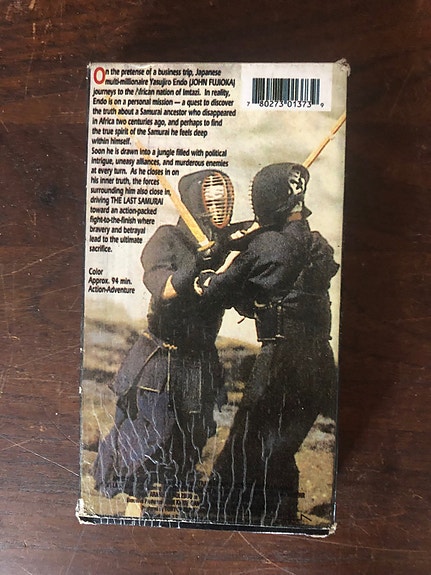 On the pretense of a business trip, Japanese
multi-millionaire Yasujiro Endo (JOHN FUJIOKA)
journeys to the African nation of Imtazi. In reality,
Endo is on a personal mission — a quest to discover
the truth about a Samurai ancestor who disappeared
in Africa two centuries ago, and perhaps to find
the true spirit of the Samurai he feels deep
within himself.
Soon he is drawn into a jungle filled with political
intrigue, uneasy alliances, and murderous enemies
at every turn. As he closes in on
his inner truth, the forces
surrounding him also close in,
driving THE LAST SAMURAI
toward an action-packed
fight-to-the-finish where
bravery and betrayal
lead to the ultimate
sacrifice.
Color
Approx. 94 min.
Action-Adventure
7 80273 01373 9